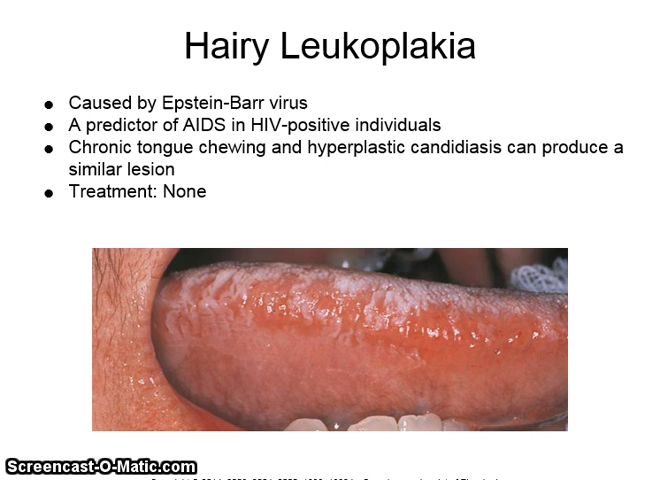 Hairy Leukoplakia
● Caused by Epstein-Barr virus
● A predictor of AIDS in HIV-positive individuals
● Chronic tongue chewing and hyperplastic candidiasis can produce a
similar lesion
● Treatment: None
Screencast-O-Matic.com